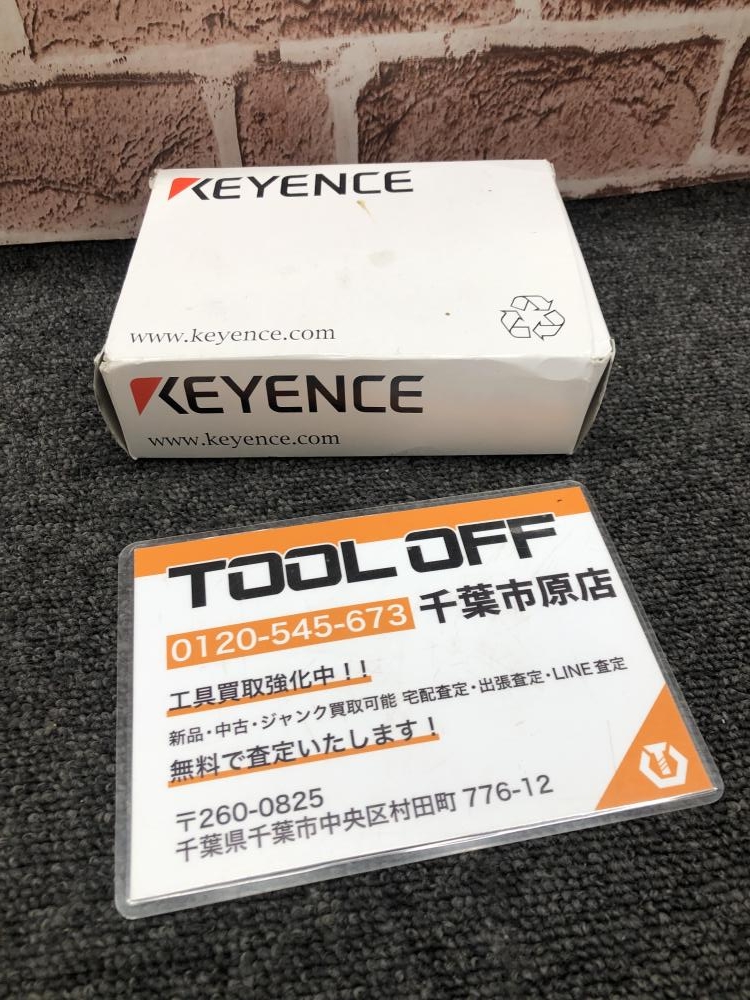 KEYENCE
www.keyence.com
KEYENCE
www.keyence.com
TOOL OFF
0120-545-673 千葉市原店
工具買取強化中！！
新品・中古・ジャンク買取可能 宅配査定・出張査定・LINE査定
無料で査定いたします！
〒260-0825
千葉県千葉市中央区村田町 776-12